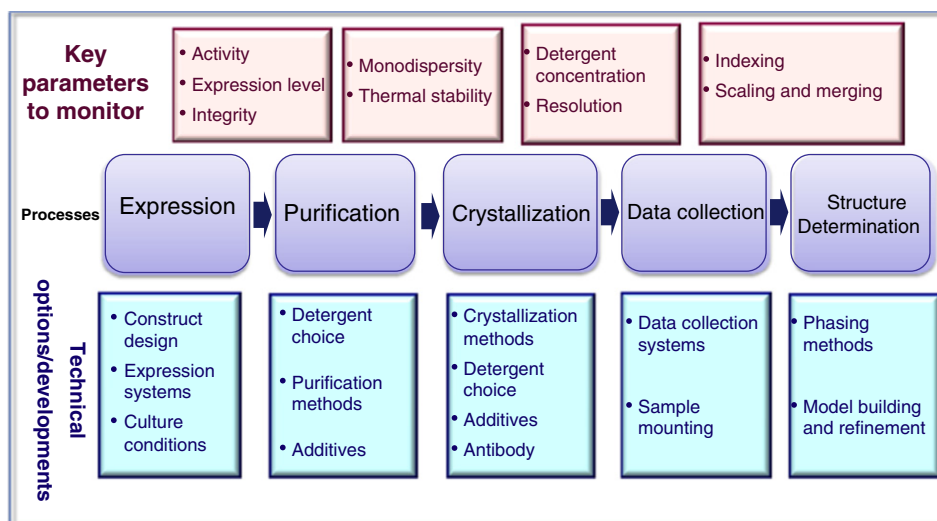 Key
parameters
to monitor
• Activity
• Expression level
• Integrity
• Monodispersity
• Thermal stability
• Detergent
concentration
• Resolution
• Indexing
• Scaling and merging
Processes
Expression
Purification
Crystallization
Data collection
Structure
Determination
Technical
options/developments
• Construct
design
• Expression
systems
• Culture
conditions
• Detergent
choice
• Purification
methods
• Additives
• Crystallization
methods
• Detergent
choice
• Additives
• Antibody
• Data collection
systems
• Sample
mounting
• Phasing
methods
• Model building
and refinement